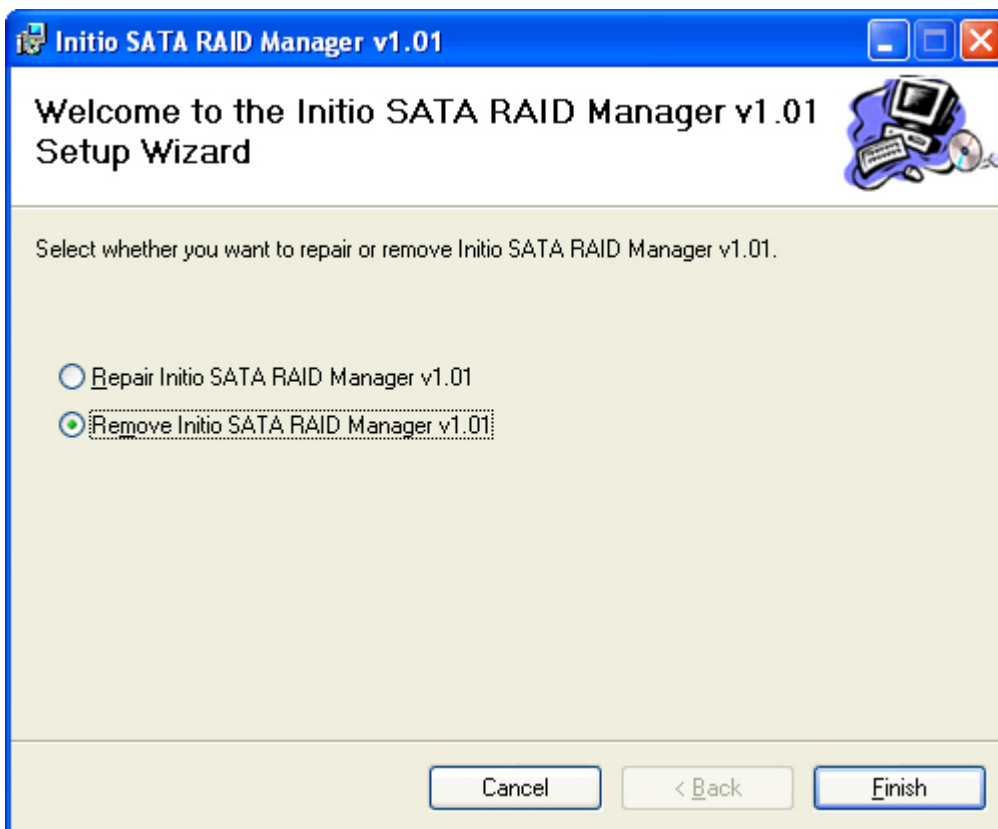 Initio SATA RAID Manager v1.01
Welcome to the Initio SATA RAID Manager v1.01
Setup Wizard
Select whether you want to repair or remove Initio SATA RAID Manager v1.01.
Repair Initio SATA RAID Manager v1.01
Remove Initio SATA RAID Manager v1.01
Cancel
< Back
Finish